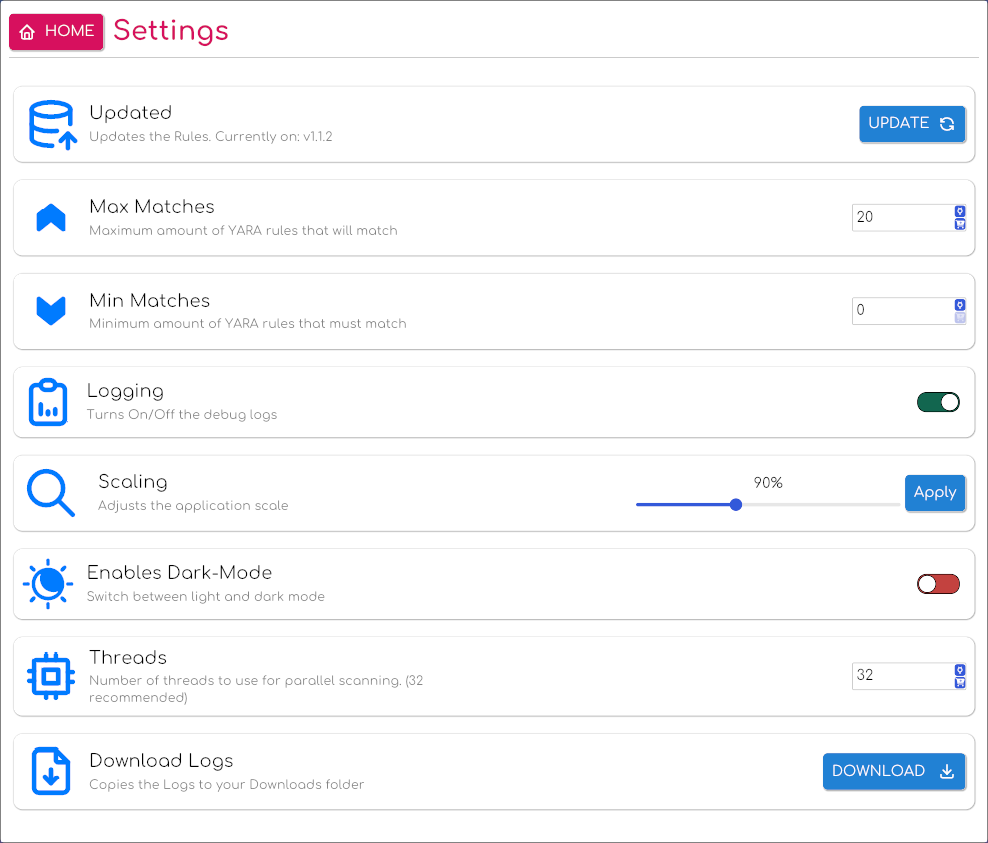 HOME Settings
Updated
Updates the Rules. Currently on: v1.1.2
UPDATE
Max Matches
Maximum amount of YARA rules that will match
20
Min Matches
Minimum amount of YARA rules that must match
0
Logging
Turns On/Off the debug logs
Scaling
Adjusts the application scale
90%
Apply
Enables Dark-Mode
Switch between light and dark mode
Threads
Number of threads to use for parallel scanning. (32
recommended)
32
Download Logs
Copies the Logs to your Downloads folder
DOWNLOAD